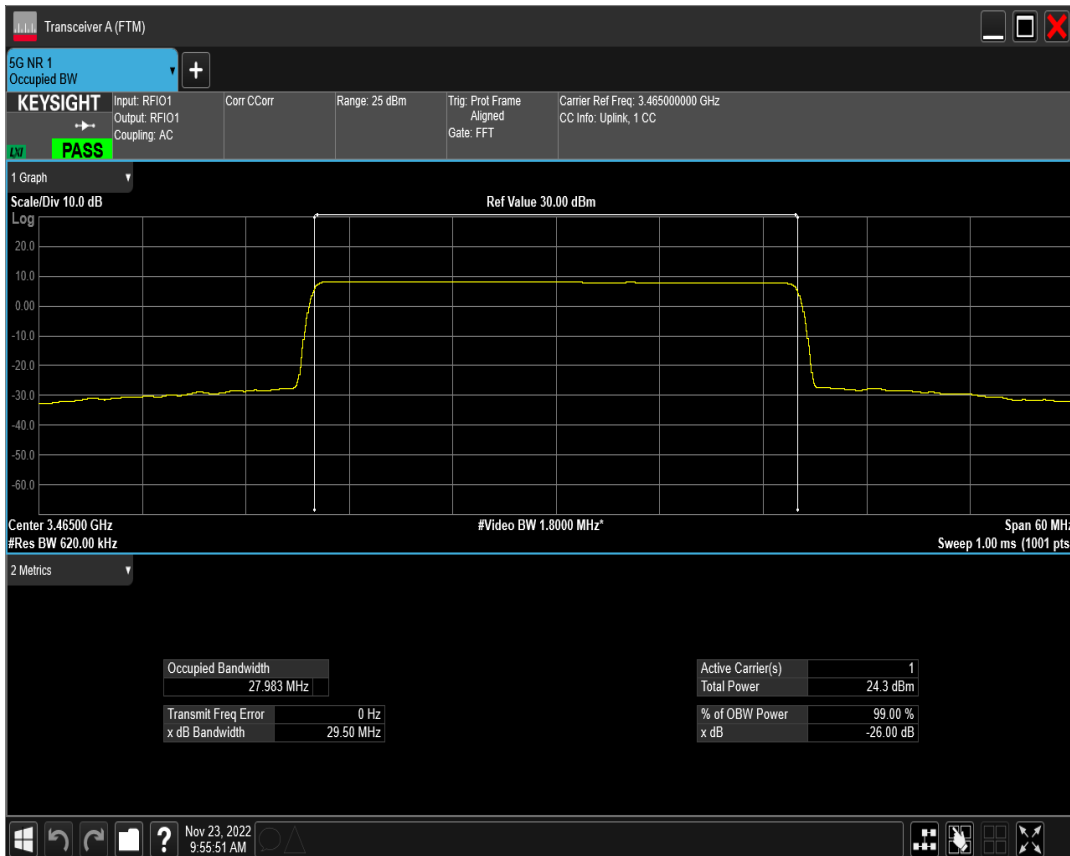 Transceiver A (FTM)
5G NR 1
Occupied BW
+
KEYSIGHT
Input: RFIO1
Output: RFIO1
Coupling: AC
Corr CCorr
Range: 25 dBm
Trig: Prot Frame
Aligned
Gate: FFT
Carrier Ref Freq: 3.465000000 GHz
CC Info: Uplink, 1 CC
LXI
PASS
1 Graph
Scale/Div 10.0 dB
Ref Value 30.00 dBm
Log
20.0
10.0
0.00
-10.0
-20.0
-30.0
-40.0
-50.0
-60.0
Center 3.46500 GHz
#Video BW 1.8000 MHz*
Span 60 MHz
#Res BW 620.00 kHz
Sweep 1.00 ms (1001 pts
2 Metrics
Occupied Bandwidth
27.983 MHz
Transmit Freq Error 0 Hz
x dB Bandwidth 29.50 MHz
Active Carrier(s) 1
Total Power 24.3 dBm
% of OBW Power 99.00 %
x dB -26.00 dB
?
Nov 23, 2022
9:55:51 AM